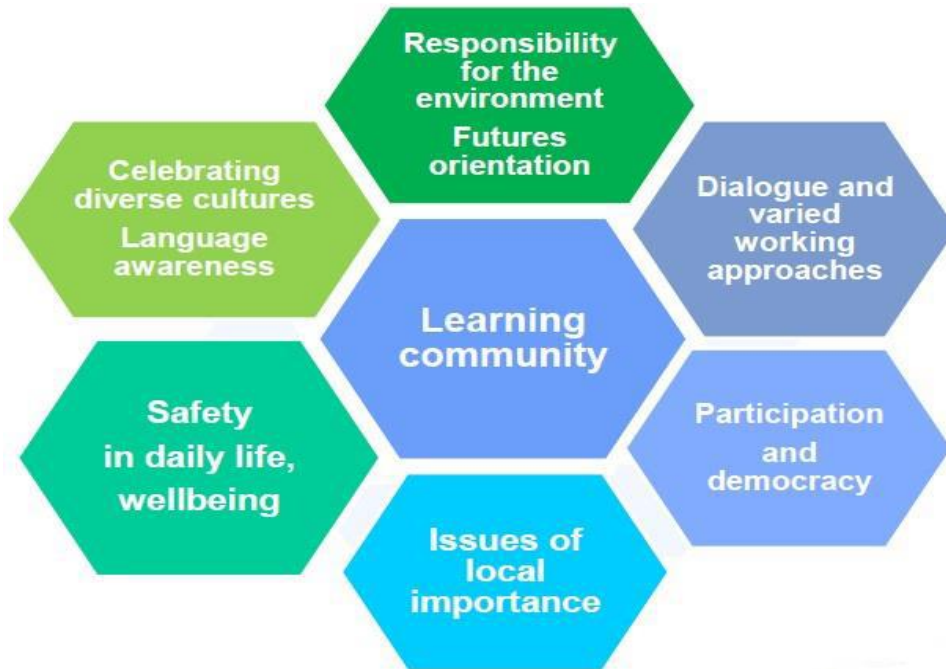 Responsibility
for the
environment
Futures
orientation
Celebrating
diverse cultures
Language
awareness
Dialogue and
varied
working
approaches
Learning
community
Safety
in daily life,
wellbeing
Participation
and
democracy
Issues of
local
importance